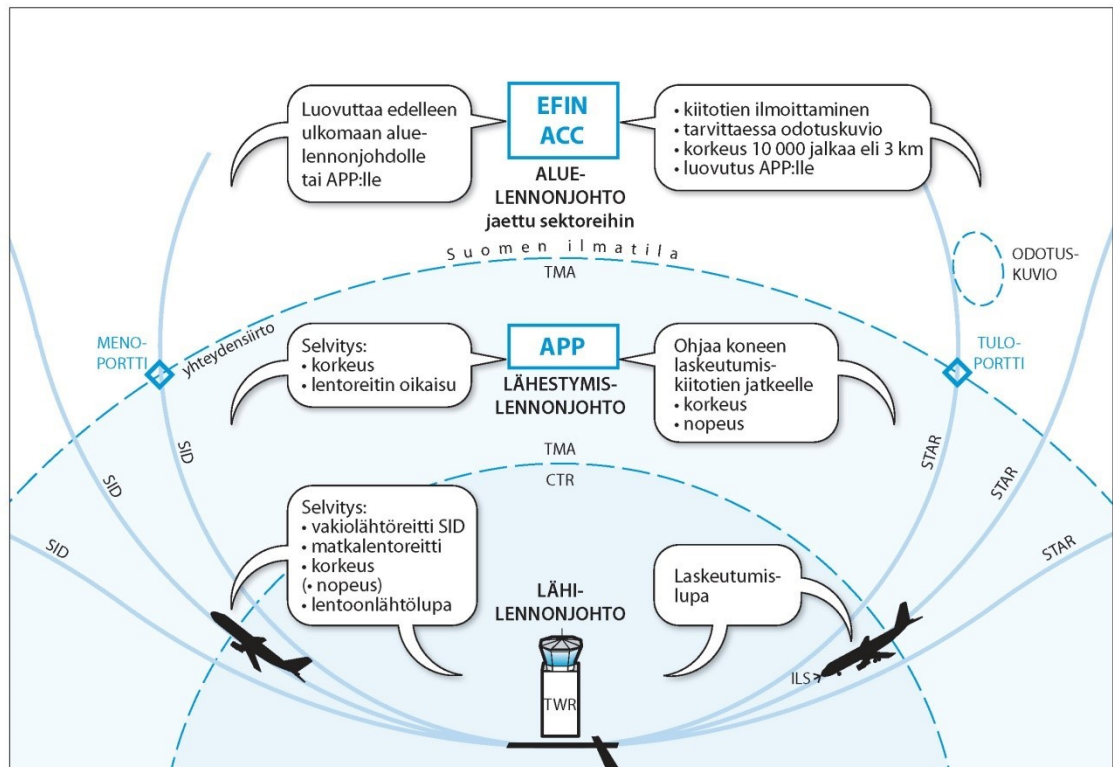 Luovuttaa edelleen
ulkomaan alue-
lennonjohdolle
tai APP:lle
EFIN
ACC
ALUE-
LENNONJOHTO
jaettu sektoreihin
• kiitotien ilmoittaminen
• tarvittaessa odotuskuvio
• korkeus 10 000 jalkaa eli 3 km
• luovutus APP:lle
Suomen ilmatila
TMA
ODOTUS-
KUVIO
MENO-
PORTTI
yhteydensiirto
Selvitys:
• korkeus
• lentoreitin oikaisu
APP
LÄHESTYMIS-
LENNONJOHTO
Ohjaa koneen
laskeutumis-
kiitotien jatkeelle
• korkeus
• nopeus
TULO-
PORTTI
SID
SID
SID
TMA
CTR
STAR
STAR
STAR
Selvitys:
• vakiolähtöreitti SID
• matkalentoreitti
• korkeus
(• nopeus)
• lentoonlähtölupa
LÄHI-
LENNONJOHTO
TWR
Laskeutumis-
lupa
ILS